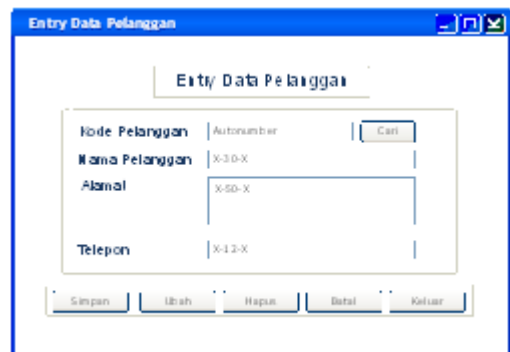 Entry Data Pelanggan
Entry Data Pelanggan
Kode Pelanggan Autonumber Cari
Nama Pelanggan X-30-X
Alamat X-50-X
Telepon X-12-X
Simpan Ubah Hapus Batal Keluar